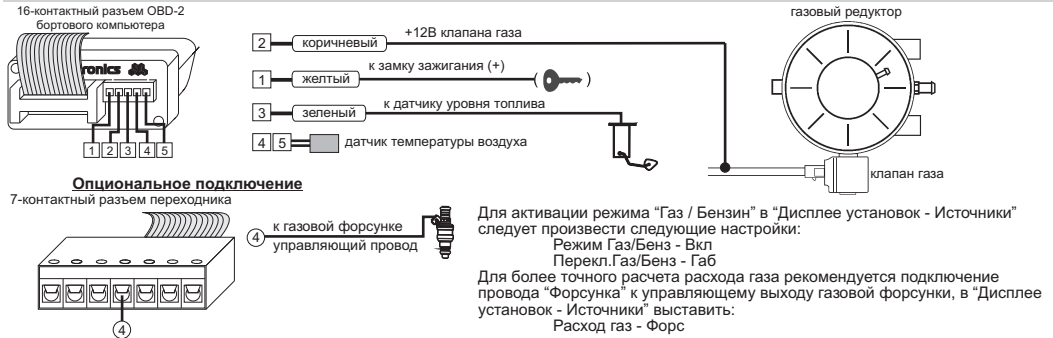 16-контактный разъем OBD-2
бортового компьютера
ronics
1 2 3 4 5
2 коричневый +12В клапана газа
1 желтый к замку зажигания (+)
( )
3 зеленый к датчику уровня топлива
4 5 датчик температуры воздуха
газовый редуктор
клапан газа
Опциональное подключение
7-контактный разъем переходника
4
4 к газовой форсунке
управляющий провод
Для активации режима “Газ / Бензин” в “Дисплее установок - Источники”
следует произвести следующие настройки:
Режим Газ/Бенз - Вкл
Перекл.Газ/Бенз - Габ
Для более точного расчета расхода газа рекомендуется подключение
провода “Форсунка” к управляющему выходу газовой форсунки, в “Дисплее
установок - Источники” выставить:
Расход газ - Форс